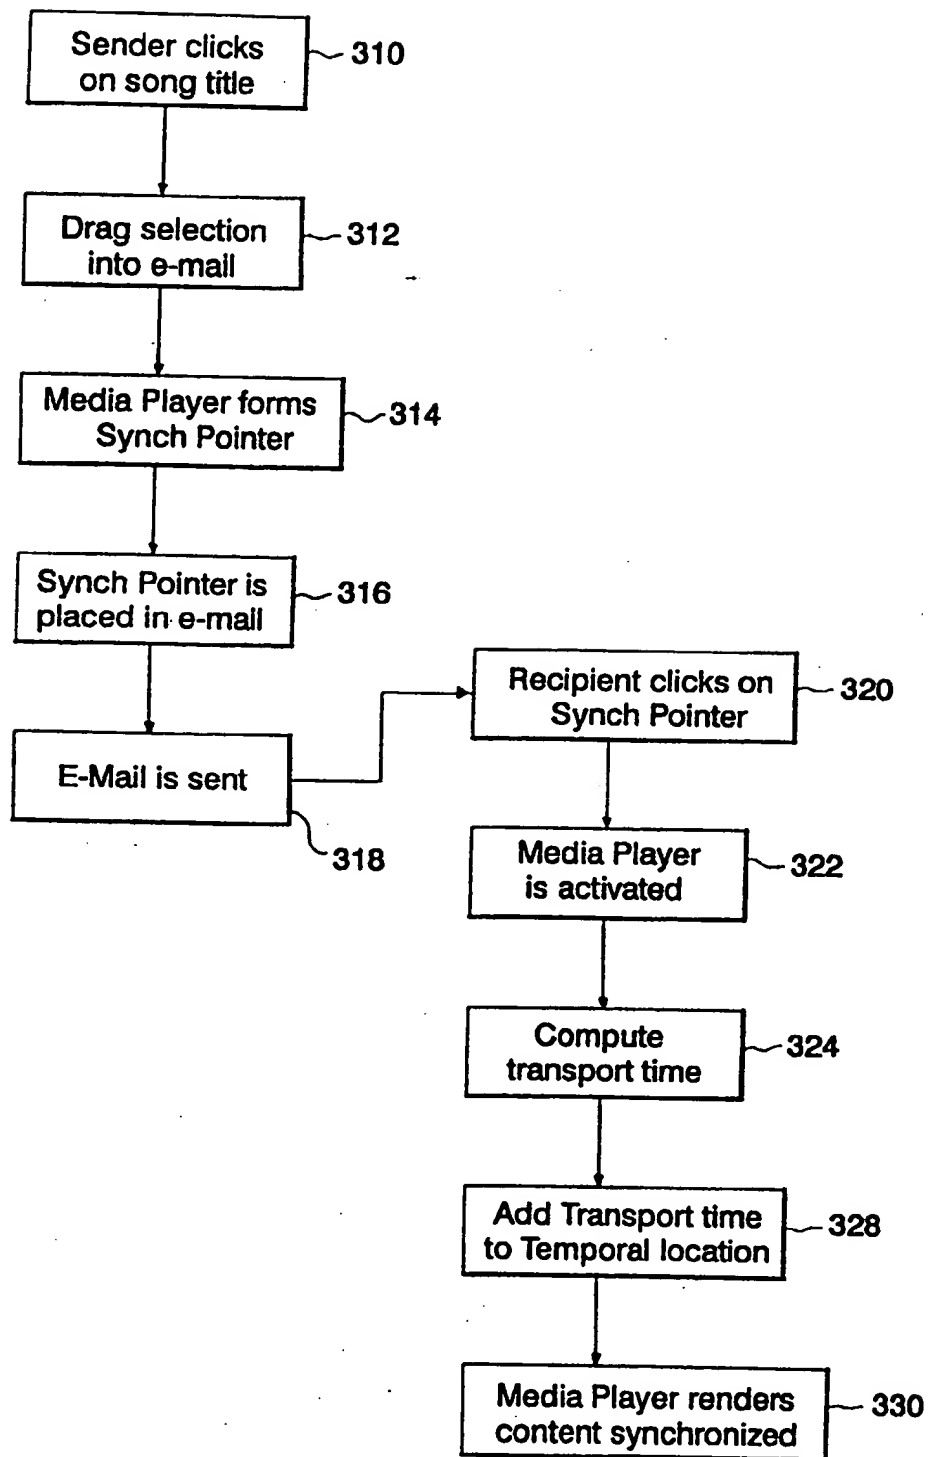 Sender clicks
on song title
310
Drag selection
into e-mail
312
Media Player forms
Synch Pointer
314
Synch Pointer is
placed in e-mail
316
E-Mail is sent
318
Recipient clicks on
Synch Pointer
320
Media Player
is activated
322
Compute
transport time
324
Add Transport time
to Temporal location
328
Media Player renders
content synchronized
330